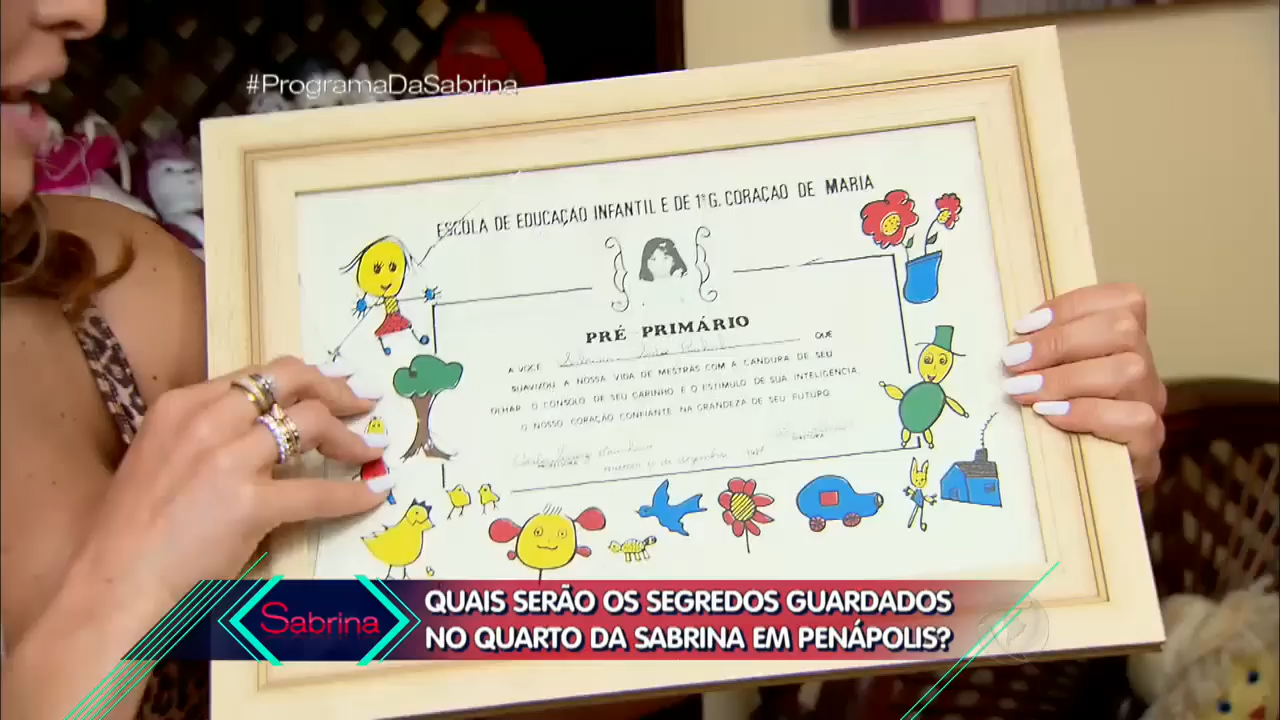 #ProgramaDaSabrina
ESCOLA DE EDUCAÇÃO INFANTIL E DE 1º G. CORAÇÃO DE MARIA
PRÉ PRIMÁRIO
A VOCÊ QUE
SUAVIZOU A NOSSA VIDA DE MESTRAS COM A CANDURA DE SEU
OLHAR O CONSOLO DE SEU CARINHO E O ESTÍMULO DE SUA INTELIGÊNCIA,
O NOSSO CORAÇÃO CONFIANTE NA GRANDEZA DE SEU FUTURO.
DIRETORA
Sabrina
QUAIS SERÃO OS SEGREDOS GUARDADOS
NO QUARTO DA SABRINA EM PENÁPOLIS?